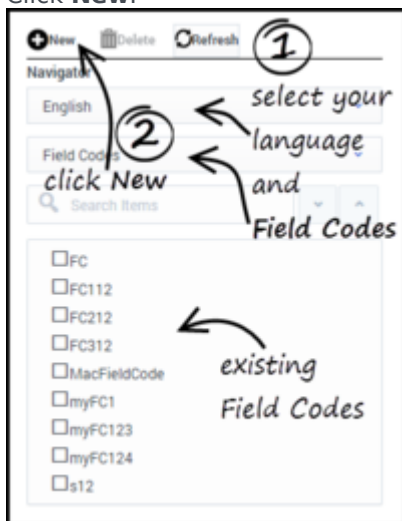 Click New.
New Delete Refresh
1
Navigator
English
select your
language
2
Field Codes
click New
and
Search Items
Field Codes
FC
FC112
FC212
FC312
existing
MacFieldCode
Field Codes
myFC1
myFC123
myFC124
s12